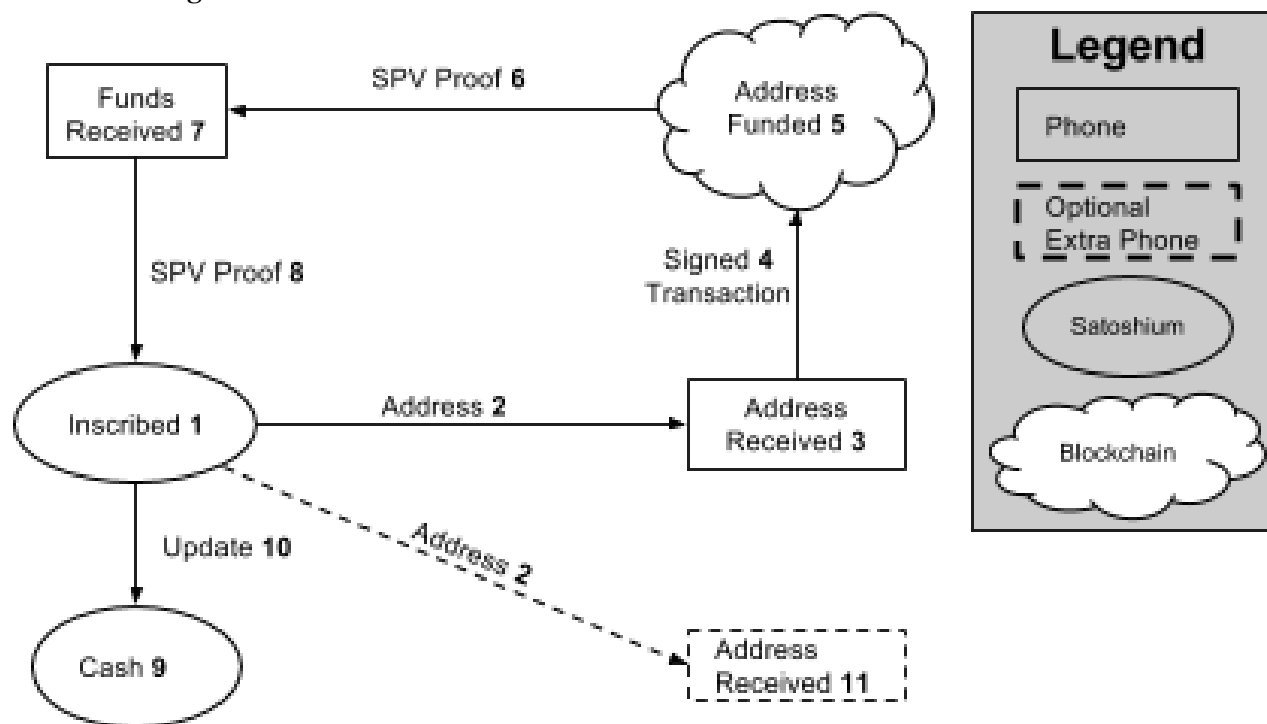 Legend
SPV Proof 6
Funds
Received 7
Address
Funded 5
Phone
Optional
Extra Phone
SPV Proof 8
Signed 4
Transaction
Satoshium
Inscribed 1
Address 2
Address
Received 3
Blockchain
Update 10
Address 2
Cash 9
Address
Received 11